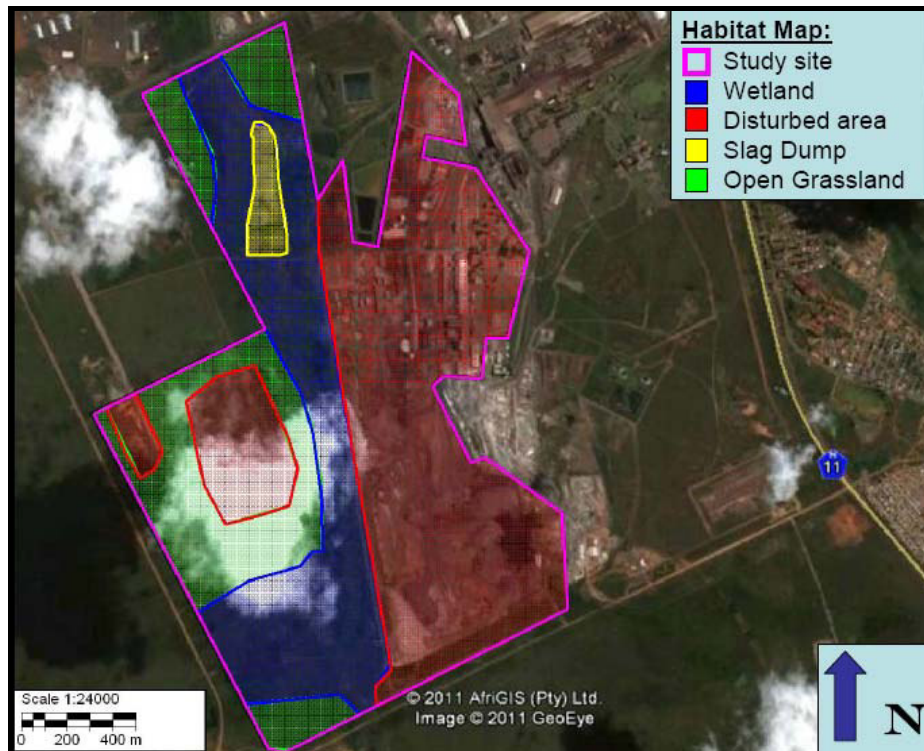 Habitat Map:
Study site
Wetland
Disturbed area
Slag Dump
Open Grassland
N
11
Scale 1:24000
0 200 400 m
© 2011 AfriGIS (Pty) Ltd.
Image © 2011 GeoEye
N